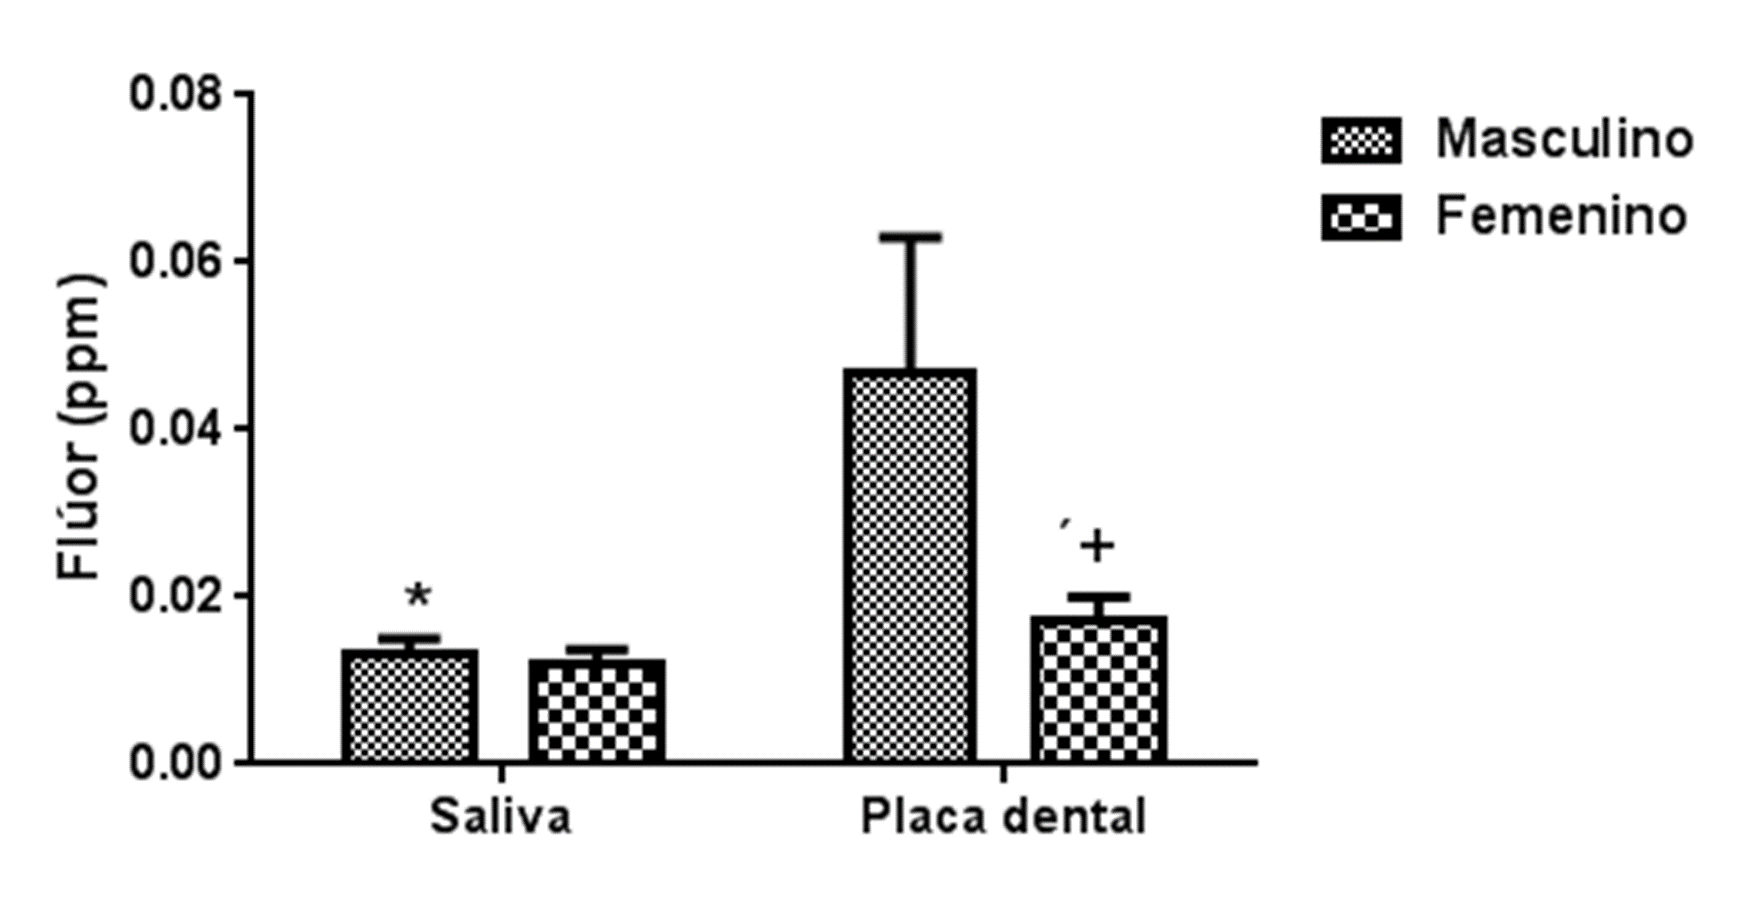 0.08
0.06
0.04
0.02
0.00
Flúor (ppm)
*
´+
Saliva
Placa dental
Masculino
Femenino